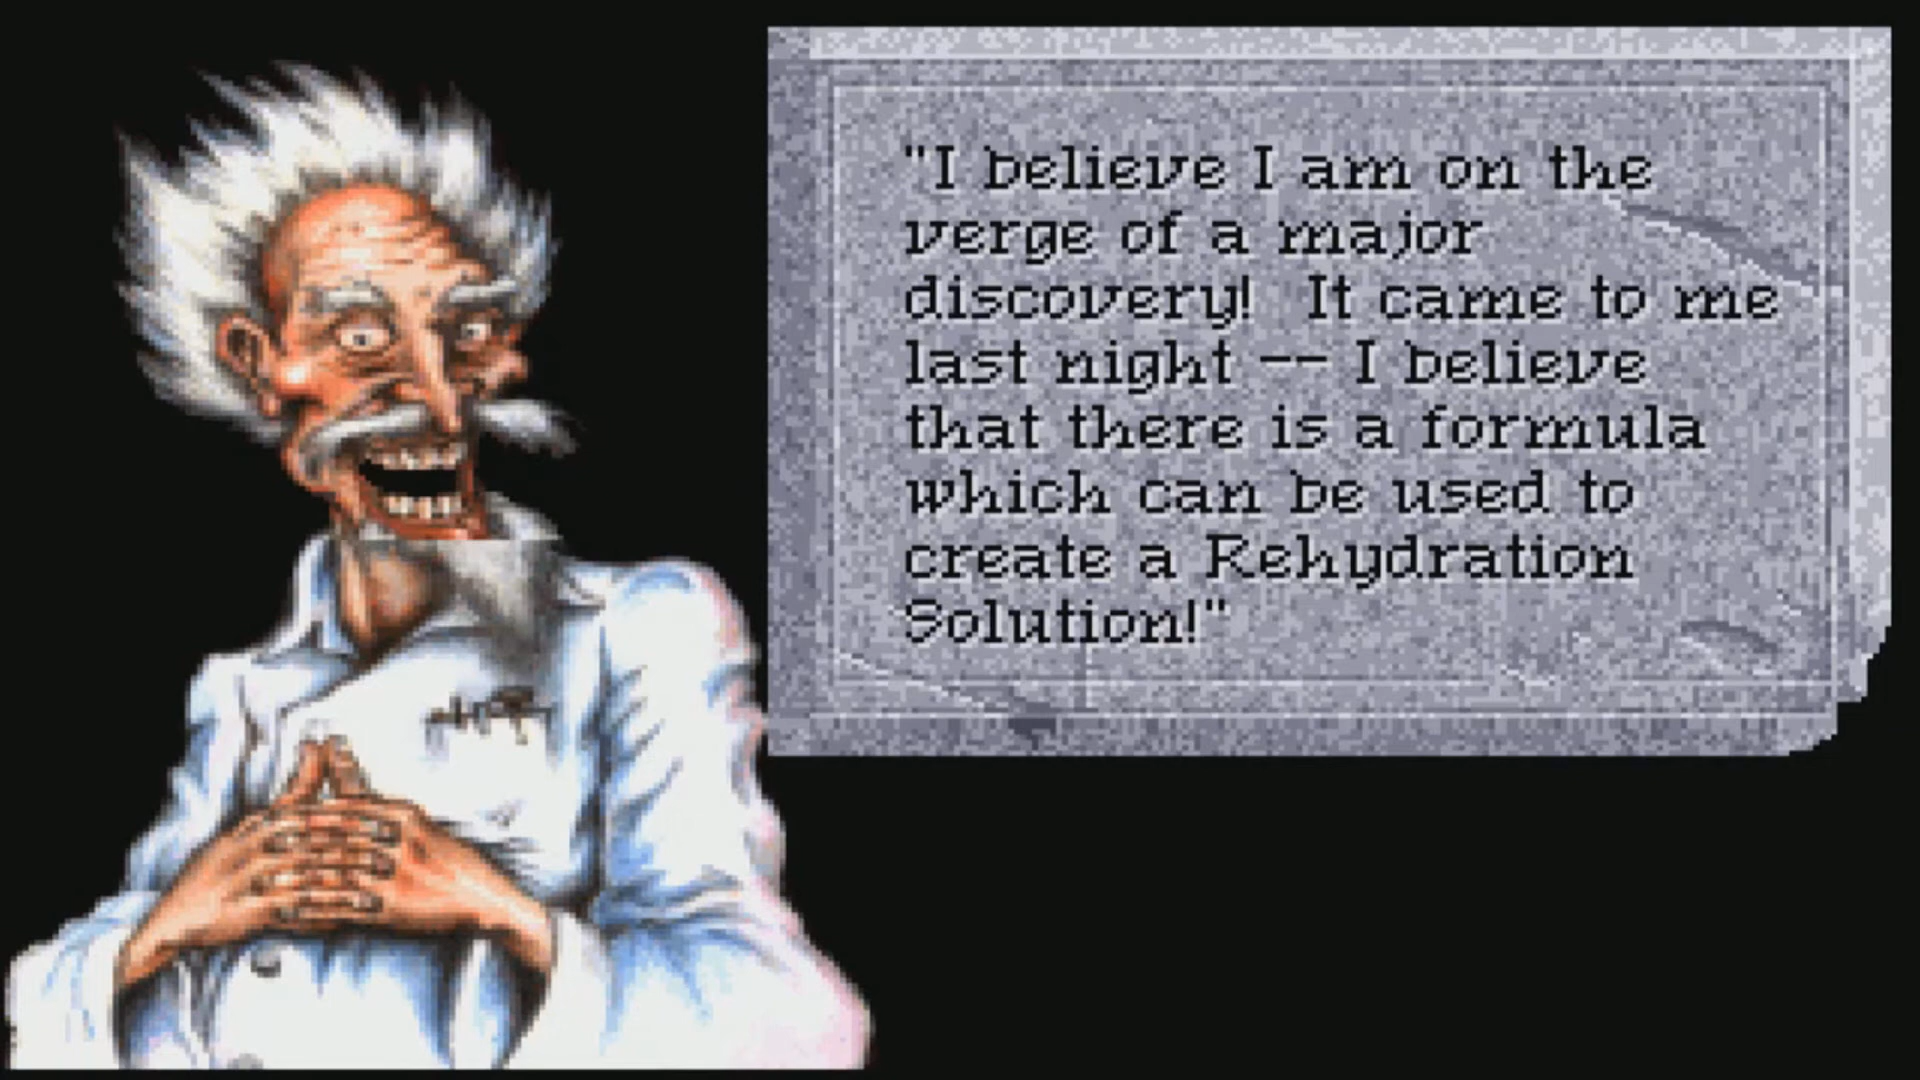 "I believe I am on the
verge of a major
discovery!  It came to me
last night -- I believe
that there is a formula
which can be used to
create a Rehydration
Solution!"